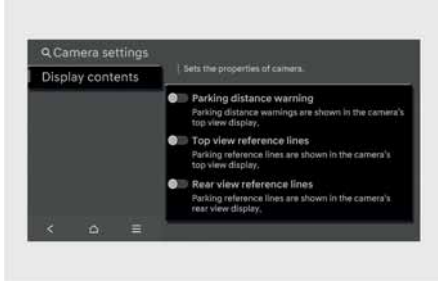 Camera settings
Display contents
Sets the properties of camera.
Parking distance warning
Parking distance warnings are shown in the camera's
top view display.
Top view reference lines
Parking reference lines are shown in the camera's
top view display.
Rear view reference lines
Parking reference lines are shown in the camera's
rear view display.